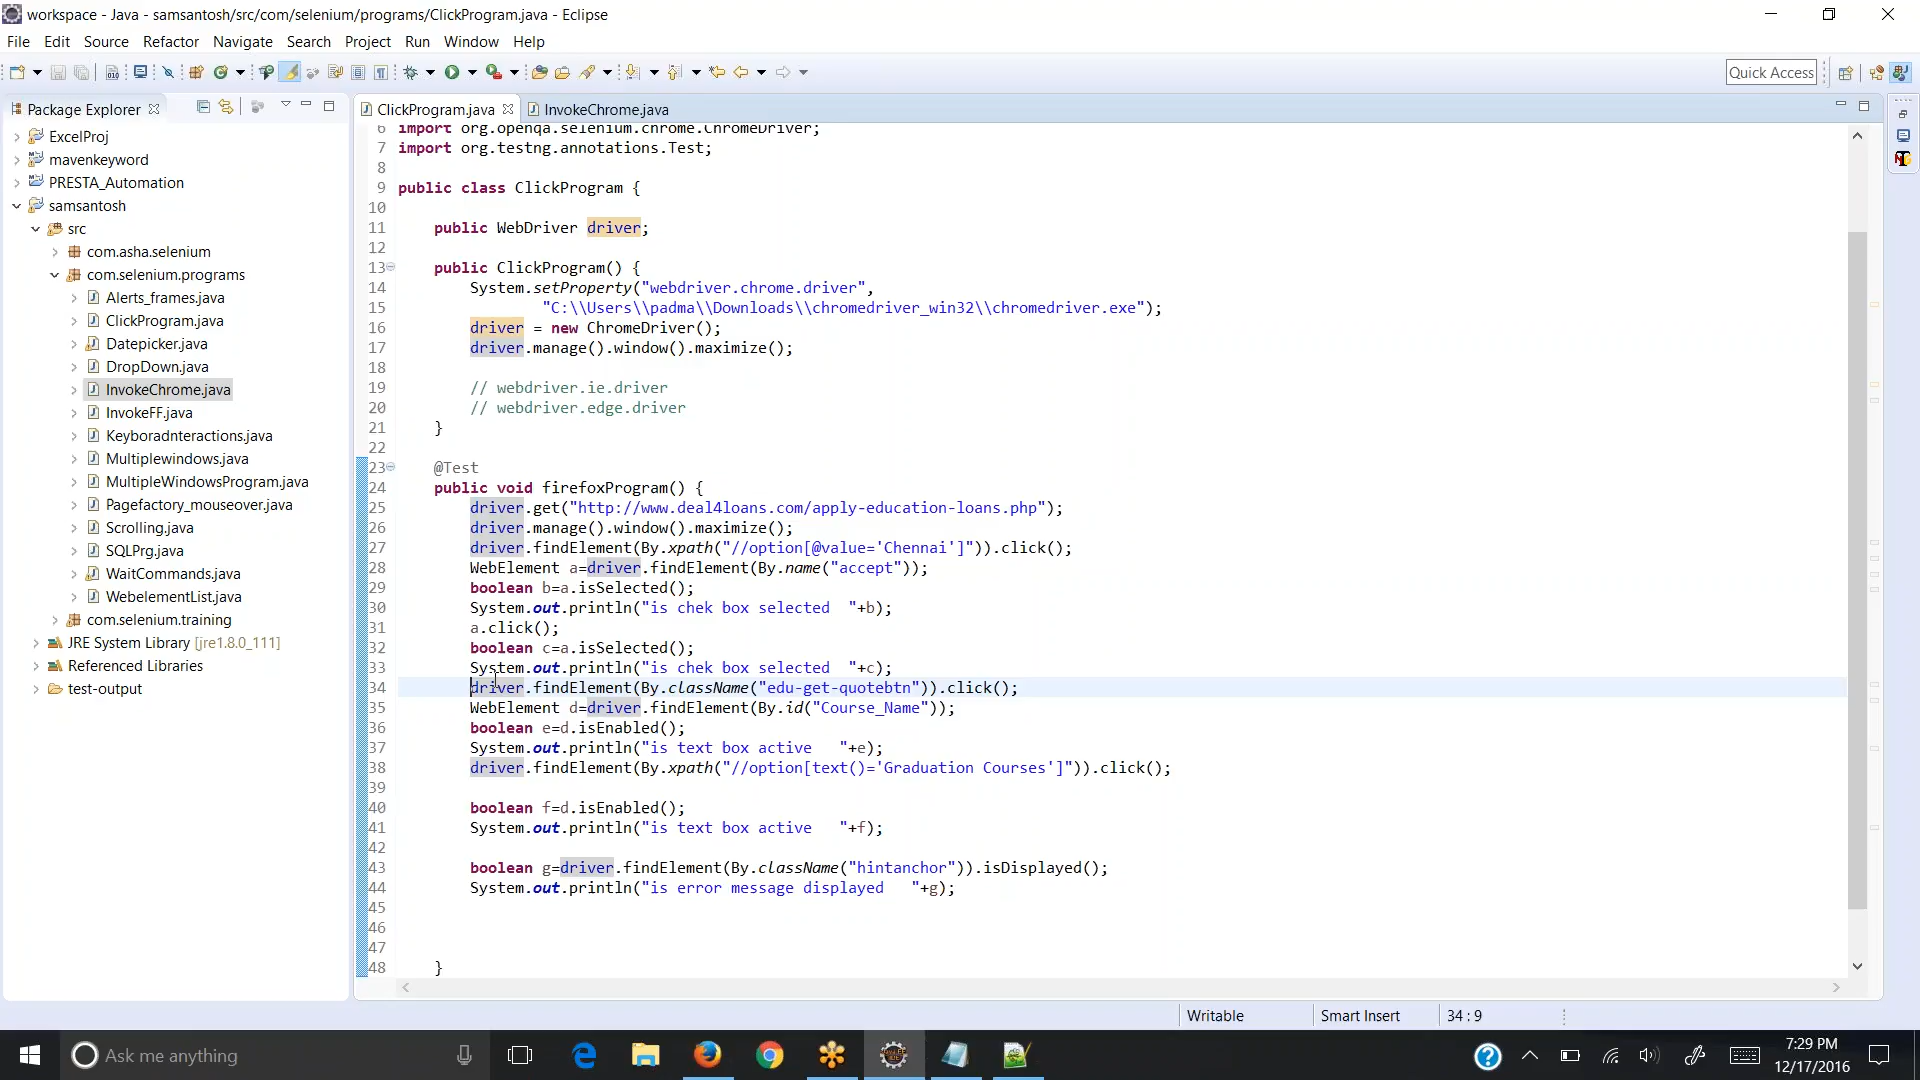 workspace - Java - samsantosh/src/com/selenium/programs/ClickProgram.java - Eclipse
File Edit Source Refactor Navigate Search Project Run Window Help
Quick Access
Package Explorer
ClickProgram.java
InvokeChrome.java
ExcelProj
mavenkeyword
PRESTA_Automation
samsantosh
src
com.asha.selenium
com.selenium.programs
Alerts_frames.java
ClickProgram.java
Datepicker.java
DropDown.java
InvokeChrome.java
InvokeFF.java
KeyboradnInteractions.java
Multiplewindows.java
MultipleWindowsProgram.java
Pagefactory_mouseover.java
Scrolling.java
SQLPrg.java
WaitCommands.java
WebelementList.java
com.selenium.training
JRE System Library [jre1.8.0_111]
Referenced Libraries
test-output
6 import org.openqa.selenium.chrome.ChromeDriver;
7 import org.testng.annotations.Test;
8
9 public class ClickProgram {
10
11 public WebDriver driver;
12
13 public ClickProgram() {
14 System.setProperty("webdriver.chrome.driver",
15 "C:\\Users\\padma\\Downloads\\chromedriver_win32\\chromedriver.exe");
16 driver = new ChromeDriver();
17 driver.manage().window().maximize();
18
19 // webdriver.ie.driver
20 // webdriver.edge.driver
21 }
22
23 @Test
24 public void firefoxProgram() {
25 driver.get("http://www.deal4loans.com/apply-education-loans.php");
26 driver.manage().window().maximize();
27 driver.findElement(By.xpath("//option[@value='Chennai']")).click();
28 WebElement a=driver.findElement(By.name("accept"));
29 boolean b=a.isSelected();
30 System.out.println("is chek box selected  "+b);
31 a.click();
32 boolean c=a.isSelected();
33 System.out.println("is chek box selected  "+c);
34 driver.findElement(By.className("edu-get-quotebtn")).click();
35 WebElement d=driver.findElement(By.id("Course_Name"));
36 boolean e=d.isEnabled();
37 System.out.println("is text box active   "+e);
38 driver.findElement(By.xpath("//option[text()='Graduation Courses']")).click();
39
40 boolean f=d.isEnabled();
41 System.out.println("is text box active   "+f);
42
43 boolean g=driver.findElement(By.className("hintanchor")).isDisplayed();
44 System.out.println("is error message displayed   "+g);
45
46
47
48 }
Writable Smart Insert 34 : 9
Ask me anything
7:29 PM
12/17/2016